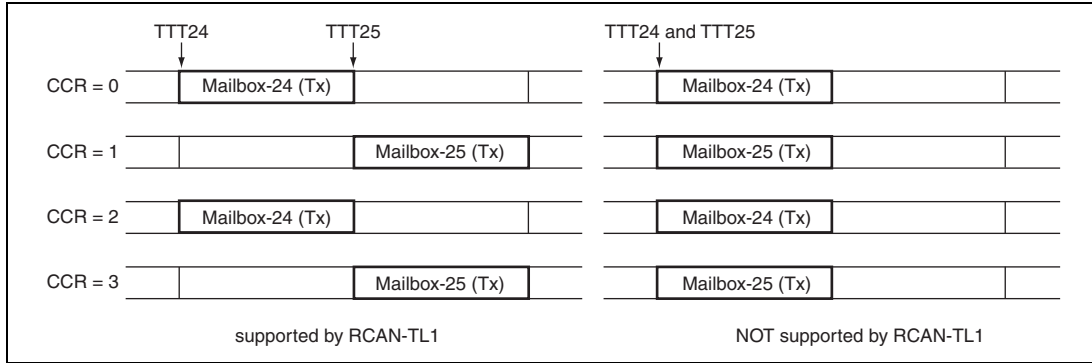 TTT24 TTT25 TTT24 and TTT25
CCR = 0 Mailbox-24 (Tx) Mailbox-24 (Tx)
CCR = 1 Mailbox-25 (Tx) Mailbox-25 (Tx)
CCR = 2 Mailbox-24 (Tx) Mailbox-24 (Tx)
CCR = 3 Mailbox-25 (Tx) Mailbox-25 (Tx)
supported by RCAN-TL1 NOT supported by RCAN-TL1